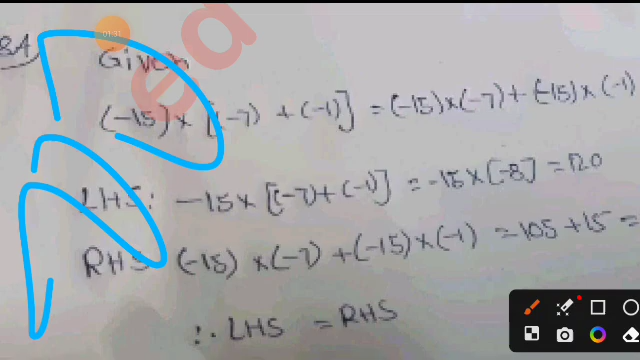 8A)
Given
(-15) × [(-7) + (-1)] = (-15)×(-7) + (-15) × (-1)
LHS: -15 × [(-7) + (-1)] = -15 × [-8] = 120
RHS (-15) × (-7) + (-15) × (-1) = 105 + 15 =
∴ LHS = RHS